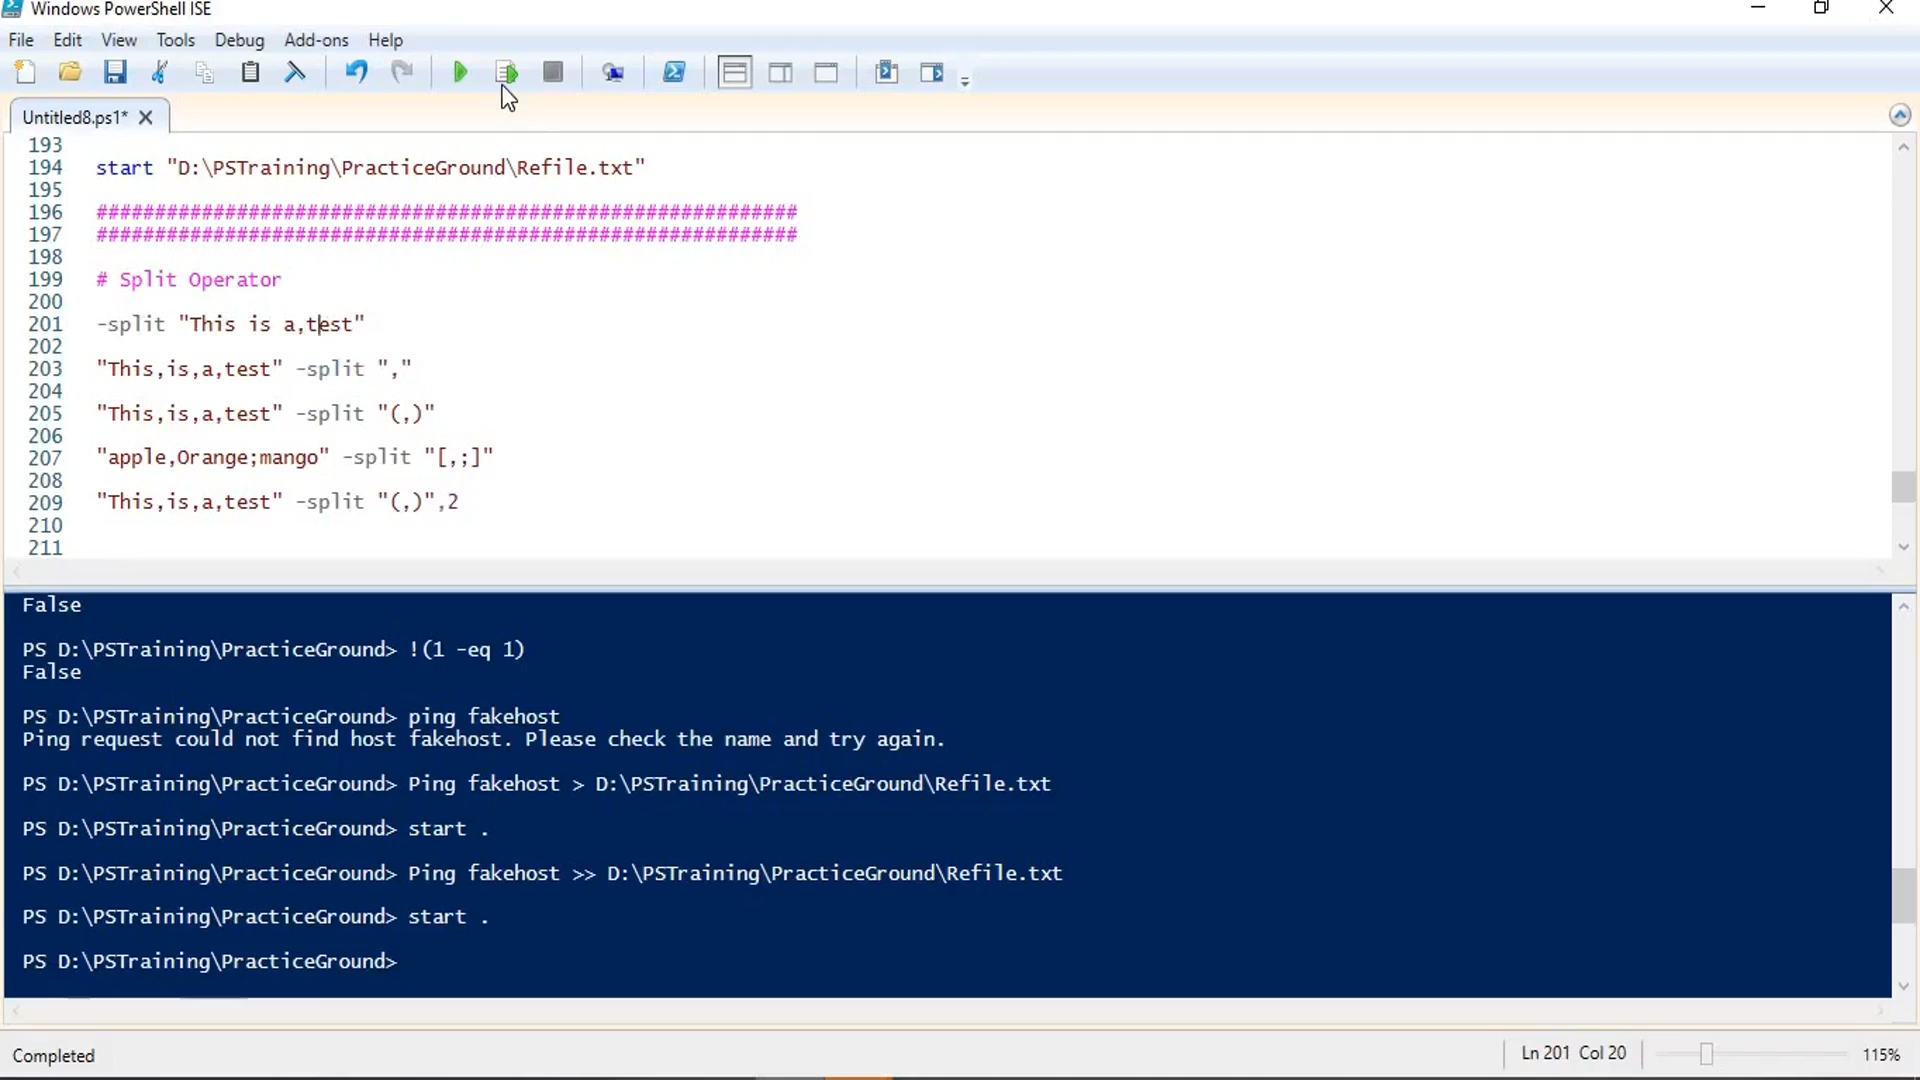 Windows PowerShell ISE
File Edit View Tools Debug Add-ons Help
Untitled8.ps1*
193
194 start "D:\PSTraining\PracticeGround\Refile.txt"
195
196 ############################################################
197 ############################################################
198
199 # Split Operator
200
201 -split "This is a,test"
202
203 "This,is,a,test" -split ","
204
205 "This,is,a,test" -split "(,)"
206
207 "apple,Orange;mango" -split "[,;]"
208
209 "This,is,a,test" -split "(,)",2
210
211
False
PS D:\PSTraining\PracticeGround> !(1 -eq 1)
False
PS D:\PSTraining\PracticeGround> ping fakehost
Ping request could not find host fakehost. Please check the name and try again.
PS D:\PSTraining\PracticeGround> Ping fakehost > D:\PSTraining\PracticeGround\Refile.txt
PS D:\PSTraining\PracticeGround> start .
PS D:\PSTraining\PracticeGround> Ping fakehost >> D:\PSTraining\PracticeGround\Refile.txt
PS D:\PSTraining\PracticeGround> start .
PS D:\PSTraining\PracticeGround>
Completed Ln 201 Col 20 115%